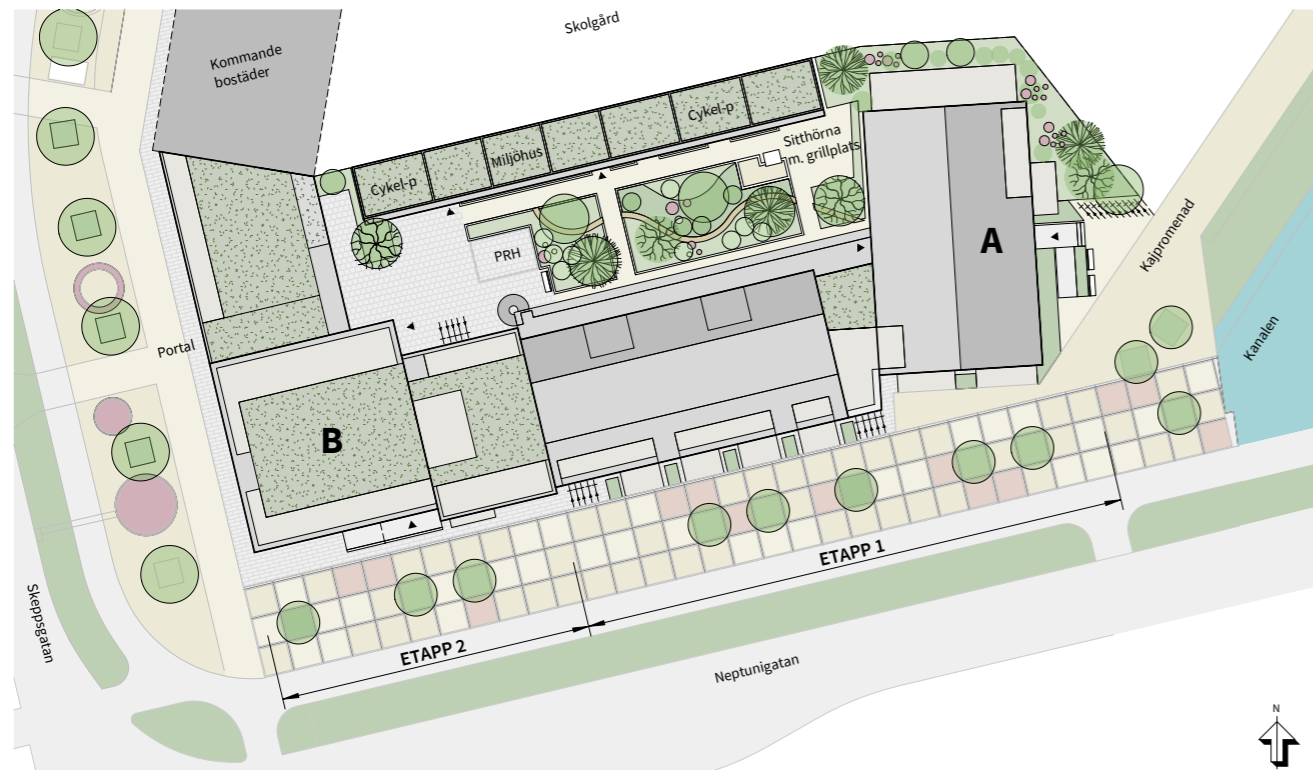 Skolgård
Kommande
bostäder
Cykel-p
Miljöhus
Cykel-p
Sitthörna
m. grillplats
PRH
A
Kajpromenad
Kanalen
Portal
B
ETAPP 1
ETAPP 2
Skeppsgatan
Neptunigatan
N